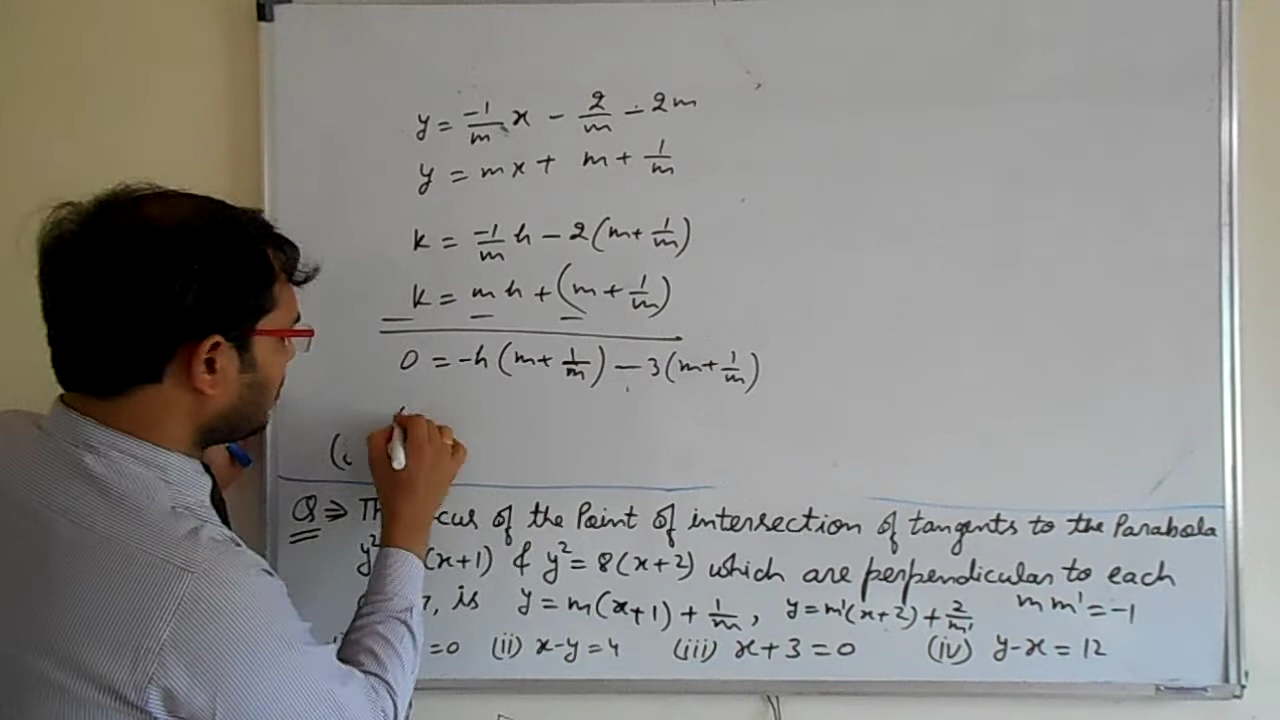 y = -1/m x - 2/m - 2m
y = mx + m + 1/m
k = -1/m h - 2(m + 1/m)
k = mh + (m + 1/m)
0 = -h(m + 1/m) - 3(m + 1/m)
Q ⇒ of the Point of intersection of tangents to the Parabola
y² (x+1) & y² = 8(x+2) which are perpendicular to each
is y = m(x+1) + 1/m, y = m'(x+2) + 2/m' mm' = -1
=0 (ii) x-y=4 (iii) x+3=0 (iv) y-x=12